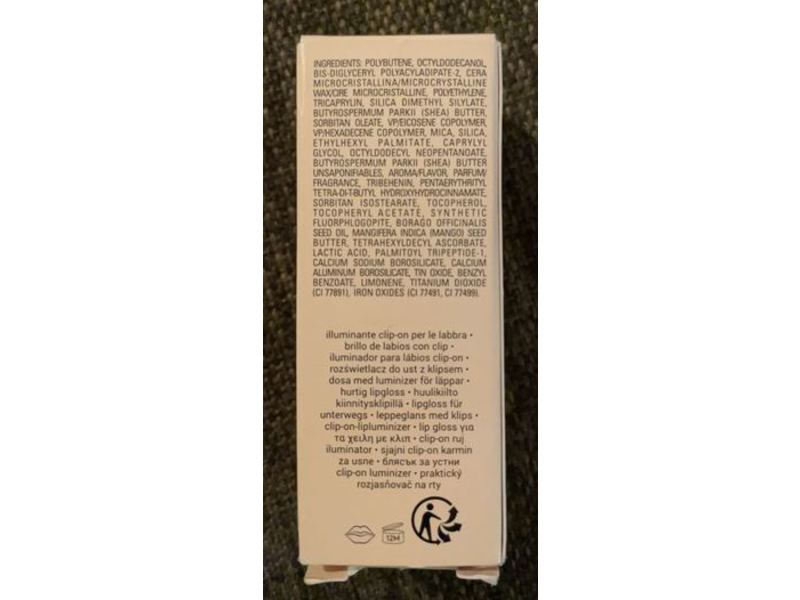 INGREDIENTS: POLYBUTENE, OCTYLDODECANOL,
BIS-DIGLYCERYL POLYACYLADIPATE-2, CERA
MICROCRISTALLINA/MICROCRYSTALLINE
WAX/CIRE MICROCRISTALLINE, POLYETHYLENE,
TRICAPRYLIN, SILICA DIMETHYL SILYLATE,
BUTYROSPERMUM PARKII (SHEA) BUTTER,
SORBITAN OLEATE, VP/EICOSENE COPOLYMER,
VP/HEXADECENE COPOLYMER, MICA, SILICA,
ETHYLHEXYL PALMITATE, CAPRYLYL
GLYCOL, OCTYLDODECYL NEOPENTANOATE,
BUTYROSPERMUM PARKII (SHEA) BUTTER
UNSAPONIFIABLES, AROMA/FLAVOR, PARFUM/
FRAGRANCE, TRIBEHENIN, PENTAERYTHRITYL
TETRA-DI-T-BUTYL HYDROXYHYDROCINNAMATE,
SORBITAN ISOSTEARATE, TOCOPHEROL,
TOCOPHERYL ACETATE, SYNTHETIC
FLUORPHLOGOPITE, BORAGO OFFICINALIS
SEED OIL, MANGIFERA INDICA (MANGO) SEED
BUTTER, TETRAHEXYLDECYL ASCORBATE,
LACTIC ACID, PALMITOYL TRIPEPTIDE-1,
CALCIUM SODIUM BOROSILICATE, CALCIUM
ALUMINUM BOROSILICATE, TIN OXIDE, BENZYL
BENZOATE, LIMONENE, TITANIUM DIOXIDE
(CI 77891), IRON OXIDES (CI 77491, CI 77499).
illuminante clip-on per le labbra •
brillo de labios con clip •
iluminador para lábios clip-on •
rozświetlacz do ust z klipsem •
dosa med luminizer för läppar •
hurtig lipgloss • huulikiilto
kiinnitysklipillä • lipgloss für
unterwegs • leppeglans med klips •
clip-on-lipluminizer • lip gloss για
τα χειλη με κλιπ • clip-on ruj
iluminator • sjajni clip-on karmin
za usne • блясък за устни
clip-on luminizer • praktický
rozjasňovač na rty
12M